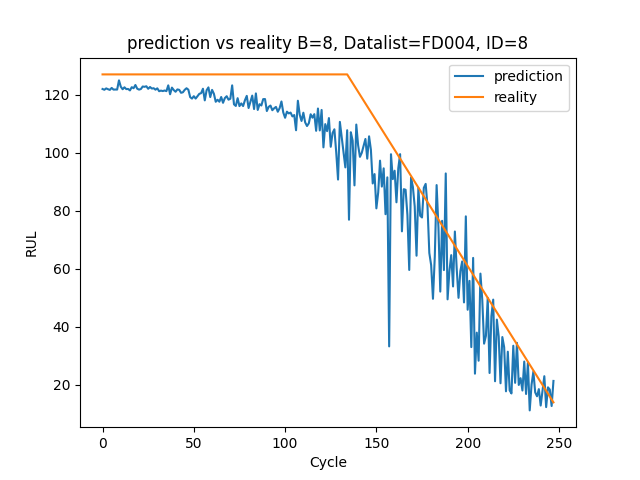 prediction vs reality B=8, Datalist=FD004, ID=8
prediction
reality
RUL
120
100
80
60
40
20
0 50 100 150 200 250
Cycle